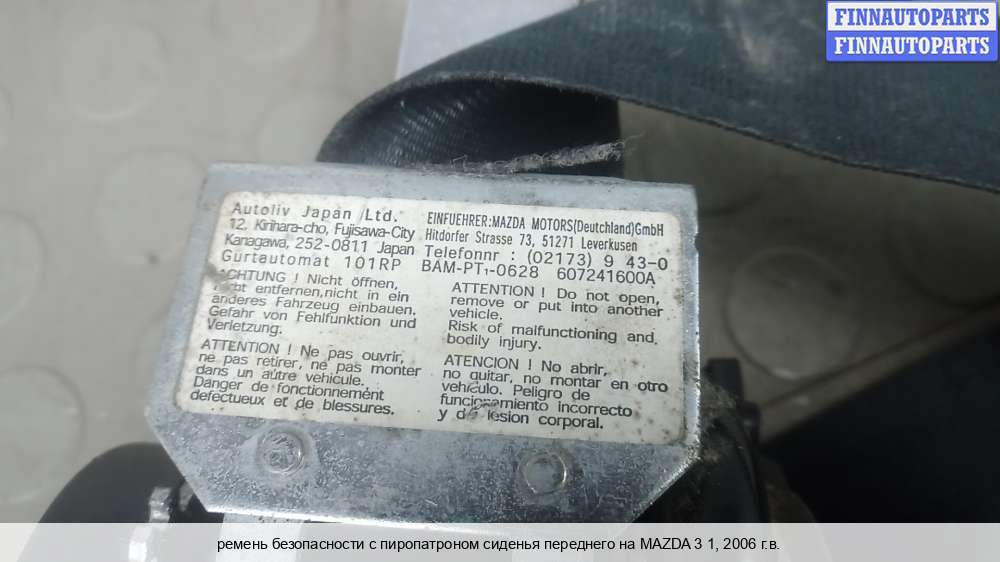 FINNAUTOPARTS
FINNAUTOPARTS
Autoliv Japan Ltd.
12, Kirihara-cho, Fujisawa-City
Kanagawa, 252-0811 Japan
EINFUEHRER:MAZDA MOTORS(Deutchland)GmbH
Hitdorfer Strasse 73, 51271 Leverkusen
Telefonnr : (02173) 9 43-0
Gurtautomat 101RP BAM-PT1-0628 607241600A
ACHTUNG ! Nicht öffnen,
nicht entfernen,nicht in ein
anderes Fahrzeug einbauen.
Gefahr von Fehlfunktion und
Verletzung.
ATTENTION ! Ne pas ouvrir,
ne pas retirer, ne pas monter
dans un autre véhicule.
Danger de fonctionnement
défectueux et de blessures.
ATTENTION ! Do not open,
remove or put into another
vehicle.
Risk of malfunctioning and
bodily injury.
ATENCION ! No abrir,
no quitar, no montar en otro
vehículo. Peligro de
funcionamiento incorrecto
y de lesion corporal.
ремень безопасности с пиропатроном сиденья переднего на MAZDA 3 1, 2006 г.в.